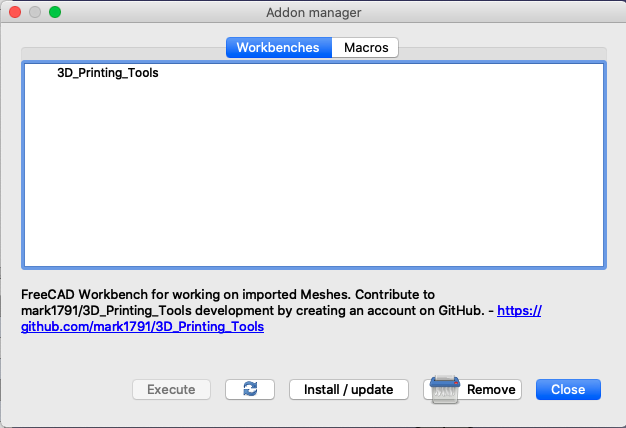 Addon manager
Workbenches Macros
3D_Printing_Tools
FreeCAD Workbench for working on imported Meshes. Contribute to
mark1791/3D_Printing_Tools development by creating an account on GitHub. - https://
github.com/mark1791/3D_Printing_Tools
Execute Install / update Remove Close